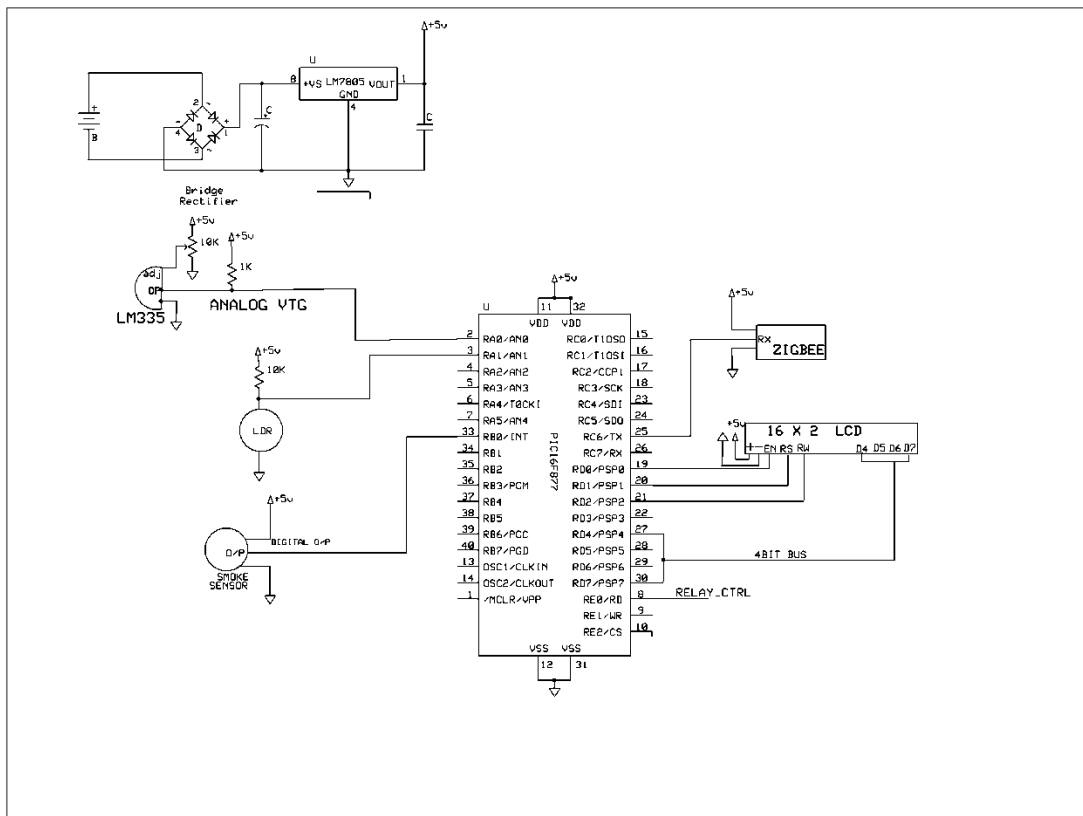 +5v
U
8 +VS LM7805 VOUT 1
GND
4
C
C
+
B
2
D
- 4
+ 1
3
Bridge
Rectifier
+5v
10K
+5v
1K
adj
OP
LM335
ANALOG VTG
+5v
10K
LDR
+5v
DIGITAL O/P
O/P
SMOKE
SENSOR
+5v
U
11 32
VDD VDD
2 RA0/AN0
3 RA1/AN1
4 RA2/AN2
5 RA3/AN3
6 RA4/T0CKI
7 RA5/AN4
33 RB0/INT
34 RB1
35 RB2
36 RB3/PGM
37 RB4
38 RB5
39 RB6/PGC
40 RB7/PGD
13 OSC1/CLKIN
14 OSC2/CLKOUT
1 /MCLR/VPP
PIC16F877
RC0/T1OSO 15
RC1/T1OSI 16
RC2/CCP1 17
RC3/SCK 18
RC4/SDI 23
RC5/SDO 24
RC6/TX 25
RC7/RX 26
RD0/PSP0 19
RD1/PSP1 20
RD2/PSP2 21
RD3/PSP3 22
RD4/PSP4 27
RD5/PSP5 28
RD6/PSP6 29
RD7/PSP7 30
RE0/RD 8
RE1/WR 9
RE2/CS 10
VSS VSS
12 31
+5v
RX
ZIGBEE
+5v
16 X 2 LCD
EN RS RW D4 D5 D6 D7
4BIT BUS
RELAY_CTRL